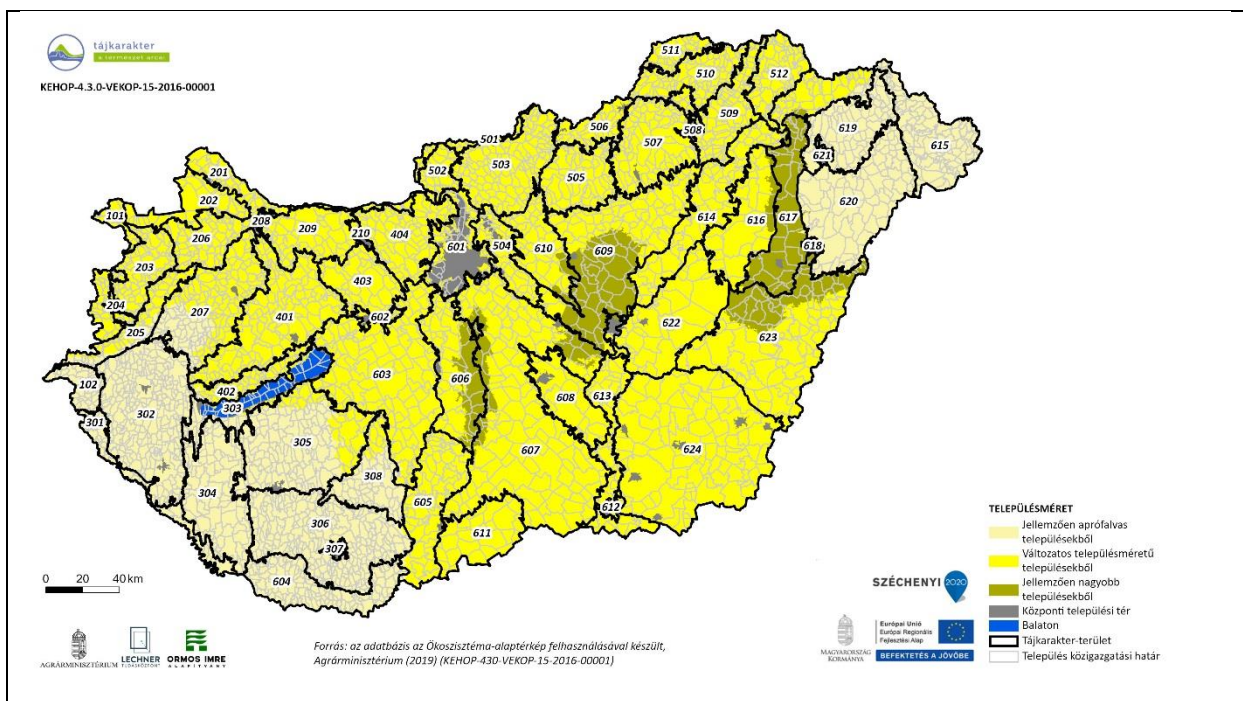 tájkarakter
a természet arcai
KEHOP-4.3.0-VEKOP-15-2016-00001
511
510
512
506
509
508
501
507
619
615
502
503
505
621
201
620
202
101
208
209
210
404
504
614
616
617
206
601
610
609
618
203
403
204
207
602
622
205
401
623
603
606
102
402
608
613
302
303
301
305
607
624
308
304
605
306
612
611
307
604
TELEPÜLÉSMÉRET
Jellemzően aprófalvas
településekből
Változatos településméretű
településekből
Jellemzően nagyobb
településekből
Központi települési tér
Balaton
Tájkarakter-terület
Település közigazgatási határ
0 20 40 km
SZÉCHENYI 2020
Európai Unió
Európai Regionális
Fejlesztési Alap
MAGYARORSZÁG
KORMÁNYA
BEFEKTETÉS A JÖVŐBE
AGRÁRMINISZTÉRIUM
LECHNER
TUDÁSKÖZPONT
ORMOS IMRE
ALAPÍTVÁNY
Forrás: az adatbázis az Ökoszisztéma-alaptérkép felhasználásával készült,
Agrárminisztérium (2019) (KEHOP-430-VEKOP-15-2016-00001)